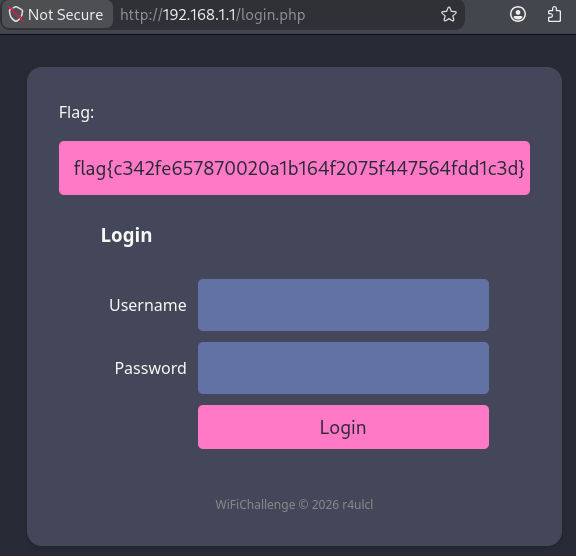 Not Secure http://192.168.1.1/login.php
Flag:
flag{c342fe657870020a1b164f2075f447564fdd1c3d}
Login
Username
Password
Login
WiFiChallenge © 2026 r4ulcl